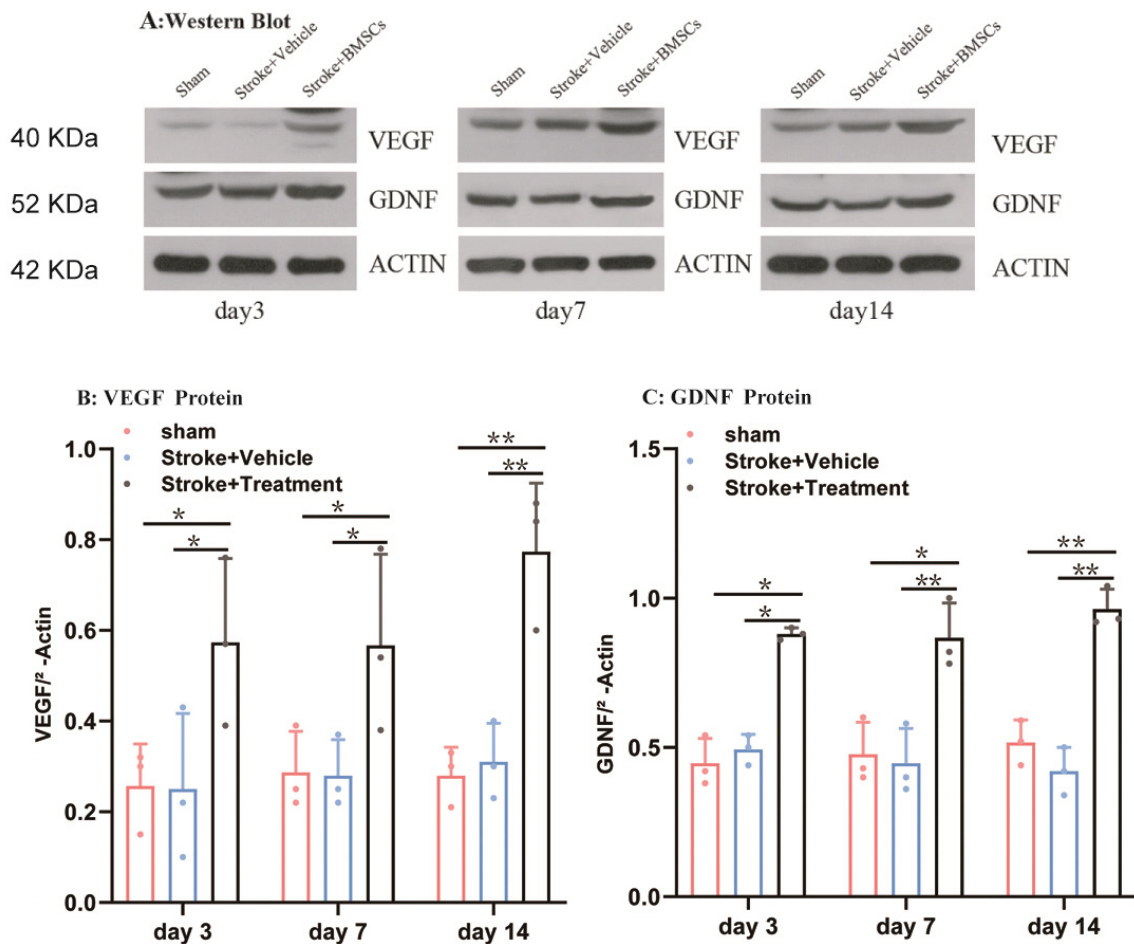 A:Western Blot
Sham Stroke+Vehicle Stroke+BMSCs Sham Stroke+Vehicle Stroke+BMSCs Sham Stroke+Vehicle Stroke+BMSCs
40 KDa VEGF VEGF VEGF
52 KDa GDNF GDNF GDNF
42 KDa ACTIN ACTIN ACTIN
day3 day7 day14
B: VEGF Protein
sham
Stroke+Vehicle
Stroke+Treatment
VEGF/² -Actin
1.0
0.8
0.6
0.4
0.2
0.0
* * * * ** **
day 3 day 7 day 14
C: GDNF Protein
sham
Stroke+Vehicle
Stroke+Treatment
GDNF/² -Actin
1.5
1.0
0.5
0.0
* * * ** ** **
day 3 day 7 day 14